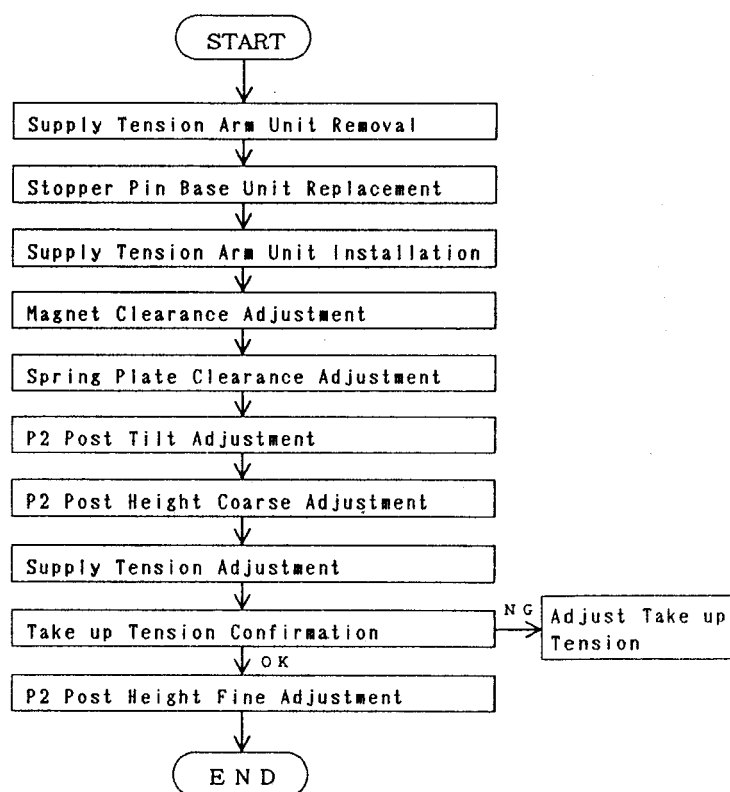 START
Supply Tension Arm Unit Removal
Stopper Pin Base Unit Replacement
Supply Tension Arm Unit Installation
Magnet Clearance Adjustment
Spring Plate Clearance Adjustment
P2 Post Tilt Adjustment
P2 Post Height Coarse Adjustment
Supply Tension Adjustment
Take up Tension Confirmation
NG
Adjust Take up
Tension
OK
P2 Post Height Fine Adjustment
END